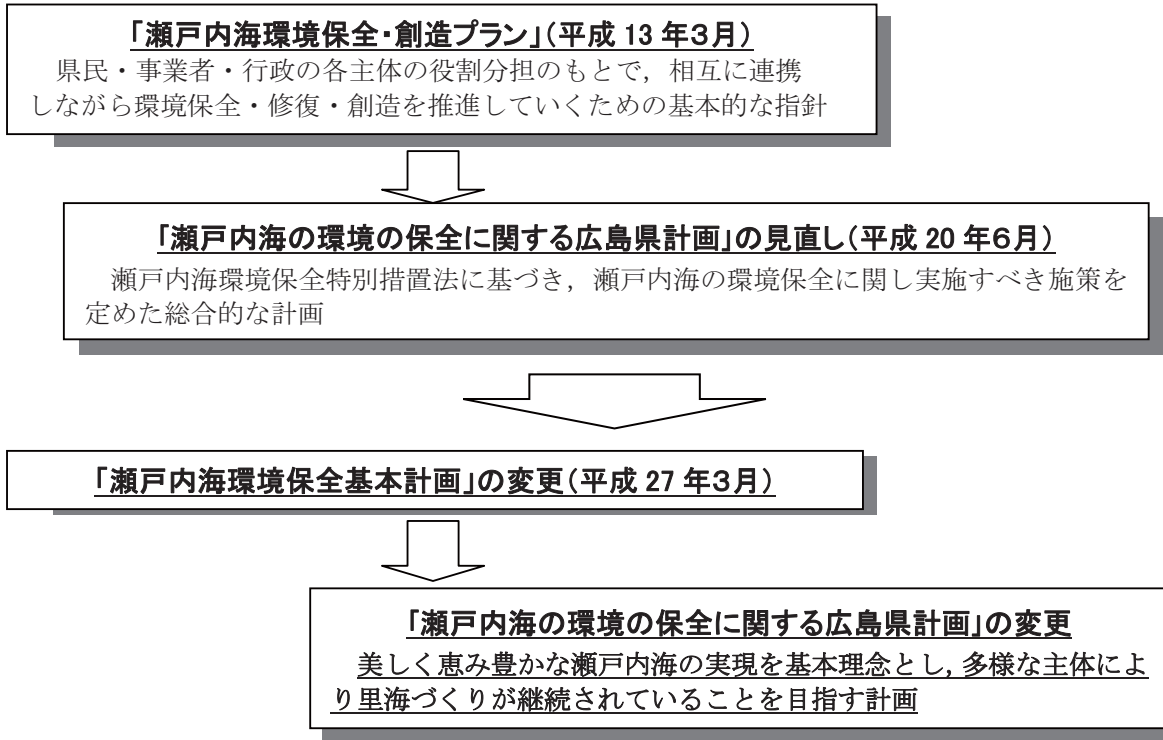 「瀬戸内海環境保全・創造プラン」（平成 13 年３月）
県民・事業者・行政の各主体の役割分担のもとで，相互に連携
しながら環境保全・修復・創造を推進していくための基本的な指針
「瀬戸内海の環境の保全に関する広島県計画」の見直し（平成 20 年６月）
瀬戸内海環境保全特別措置法に基づき，瀬戸内海の環境保全に関し実施すべき施策を
定めた総合的な計画
「瀬戸内海環境保全基本計画」の変更（平成 27 年３月）
「瀬戸内海の環境の保全に関する広島県計画」の変更
美しく恵み豊かな瀬戸内海の実現を基本理念とし，多様な主体によ
り里海づくりが継続されていることを目指す計画